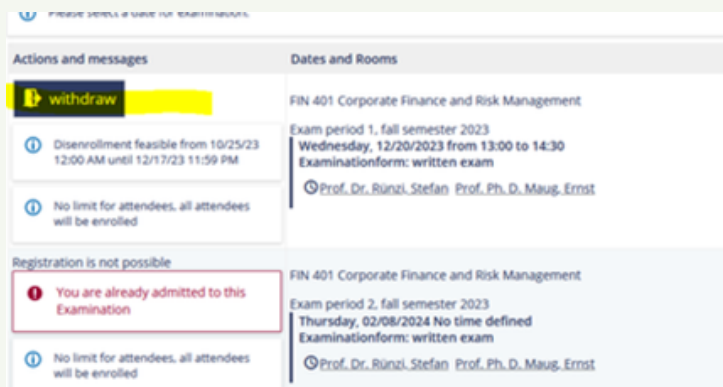 Please select a date for examination.
Actions and messages
Dates and Rooms
withdraw
FIN 401 Corporate Finance and Risk Management
Exam period 1, fall semester 2023
Wednesday, 12/20/2023 from 13:00 to 14:30
Examinationform: written exam
Prof. Dr. Rünzi, Stefan Prof. Ph. D. Maug, Ernst
Disenrollment feasible from 10/25/23
12:00 AM until 12/17/23 11:59 PM
No limit for attendees, all attendees
will be enrolled
Registration is not possible
You are already admitted to this
Examination
No limit for attendees, all attendees
will be enrolled
FIN 401 Corporate Finance and Risk Management
Exam period 2, fall semester 2023
Thursday, 02/08/2024 No time defined
Examinationform: written exam
Prof. Dr. Rünzi, Stefan Prof. Ph. D. Maug, Ernst